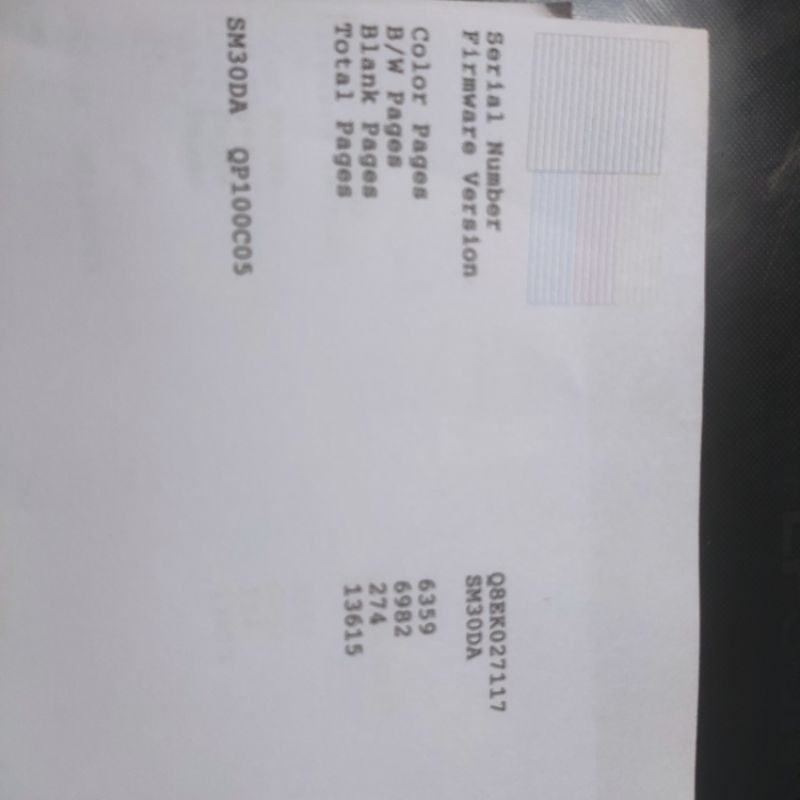 Serial Number Q8EK027117
Firmware Version SM30DA
Color Pages 6359
B/W Pages 6982
Blank Pages 274
Total Pages 13615
SM30DA QP100C05